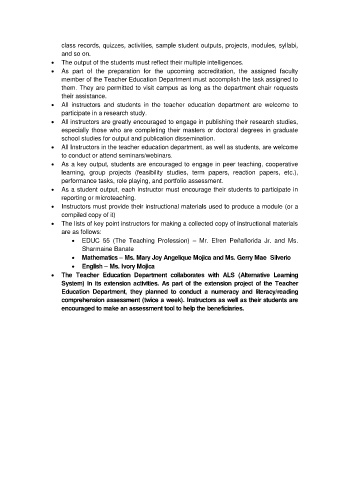 class records, quizzes, activities, sample student outputs, projects, modules, syllabi,
and so on.
• The output of the students must reflect their multiple intelligences.
• As part of the preparation for the upcoming accreditation, the assigned faculty
member of the Teacher Education Department must accomplish the task assigned to
them. They are permitted to visit campus as long as the department chair requests
their assistance.
• All instructors and students in the teacher education department are welcome to
participate in a research study.
• All instructors are greatly encouraged to engage in publishing their research studies,
especially those who are completing their masters or doctoral degrees in graduate
school studies for output and publication dissemination.
• All Instructors in the teacher education department, as well as students, are welcome
to conduct or attend seminars/webinars.
• As a key output, students are encouraged to engage in peer teaching, cooperative
learning, group projects (feasibility studies, term papers, reaction papers, etc.),
performance tasks, role playing, and portfolio assessment.
• As a student output, each instructor must encourage their students to participate in
reporting or microteaching.
• Instructors must provide their instructional materials used to produce a module (or a
compiled copy of it)
• The lists of key point instructors for making a collected copy of instructional materials
are as follows:
• EDUC 55 (The Teaching Profession) – Mr. Efren Peñaflorida Jr. and Ms.
Sharmaine Banate
• Mathematics – Ms. Mary Joy Angelique Mojica and Ms. Gerry Mae Silverio
• English – Ms. Ivory Mojica
• The Teacher Education Department collaborates with ALS (Alternative Learning
System) in its extension activities. As part of the extension project of the Teacher
Education Department, they planned to conduct a numeracy and literacy/reading
comprehension assessment (twice a week). Instructors as well as their students are
encouraged to make an assessment tool to help the beneficiaries.